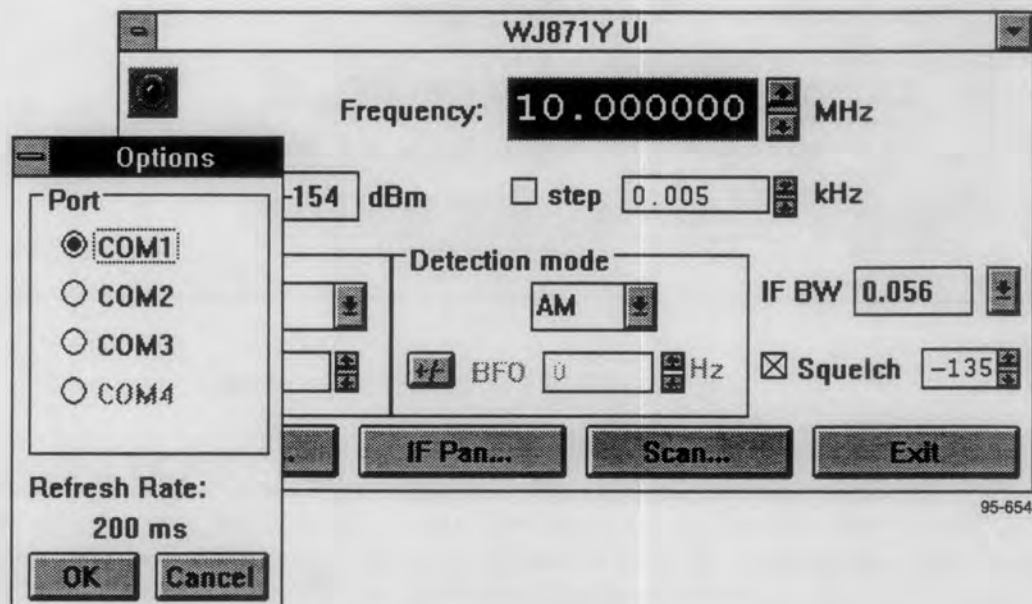 WJ871Y UI
Frequency: 10.000000 MHz
Options
Port
COM1
COM2
COM3
COM4
Refresh Rate:
200 ms
OK Cancel
-154 dBm
step 0.005 kHz
Detection mode
AM
+/- BFO 0 Hz
IF BW 0.056
Squelch -135
IF Pan... Scan... Exit
95-654